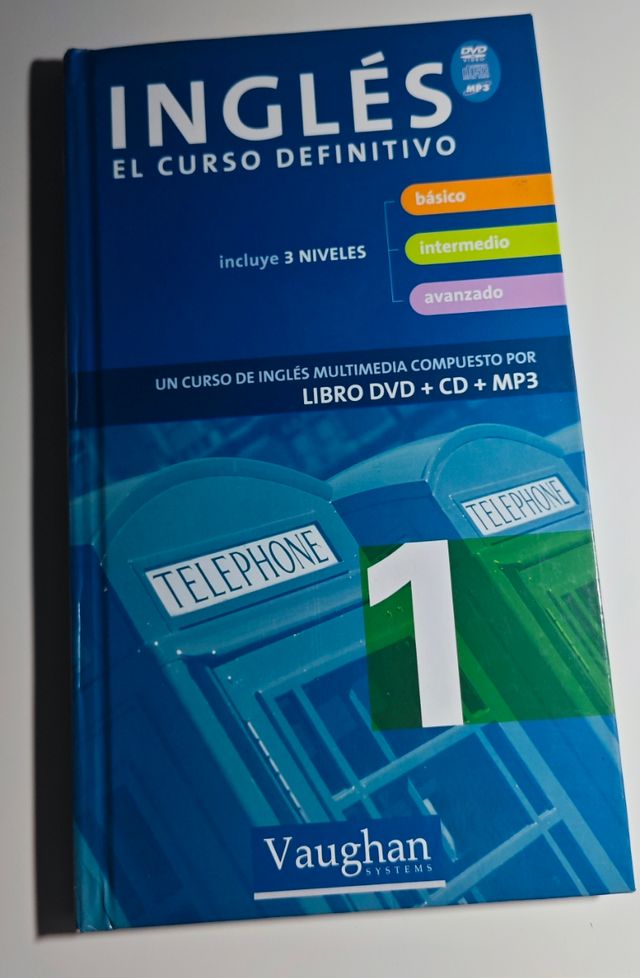 INGLÉS
DVD
VIDEO
MP3
EL CURSO DEFINITIVO
básico
incluye 3 NIVELES
intermedio
avanzado
UN CURSO DE INGLÉS MULTIMEDIA COMPUESTO POR
LIBRO DVD + CD + MP3
TELEPHONE
TELEPHONE
1
Vaughan
SYSTEMS